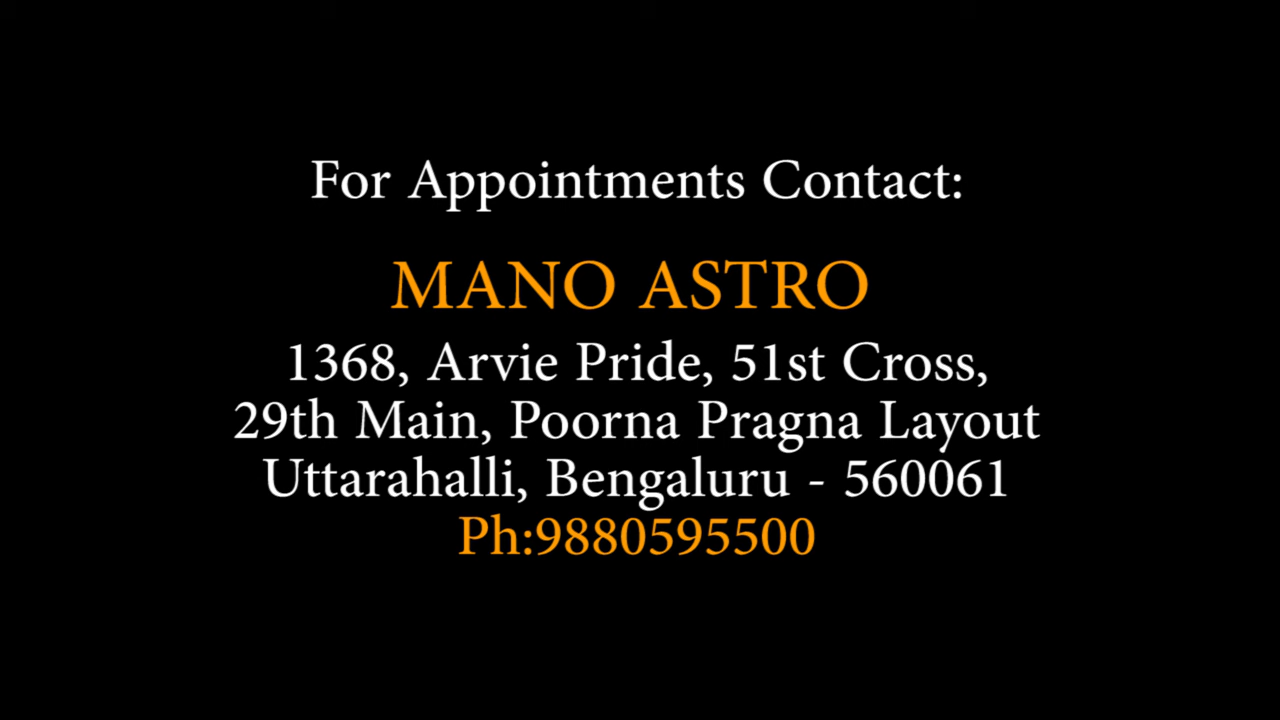 For Appointments Contact:
MANO ASTRO
1368, Arvie Pride, 51st Cross,
29th Main, Poorna Pragna Layout
Uttarahalli, Bengaluru - 560061
Ph:9880595500